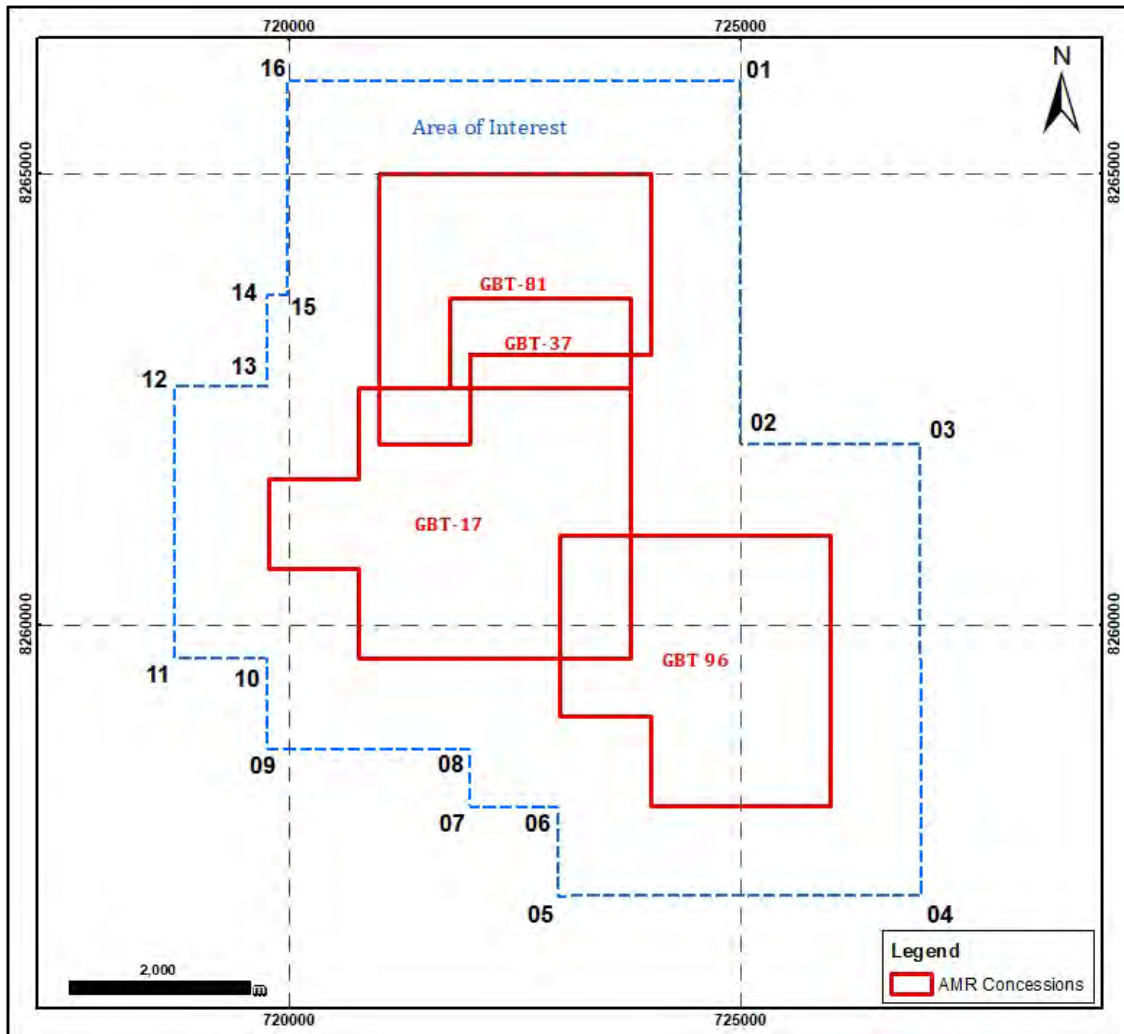 720000 725000
N
16 01
Area of Interest
8265000 8265000
GBT-81
14 15
GBT-37
12 13
02 03
GBT-17
8260000 8260000
GBT 96
11 10
09 08
07 06
05 04
Legend
AMR Concessions
2,000
m
720000 725000